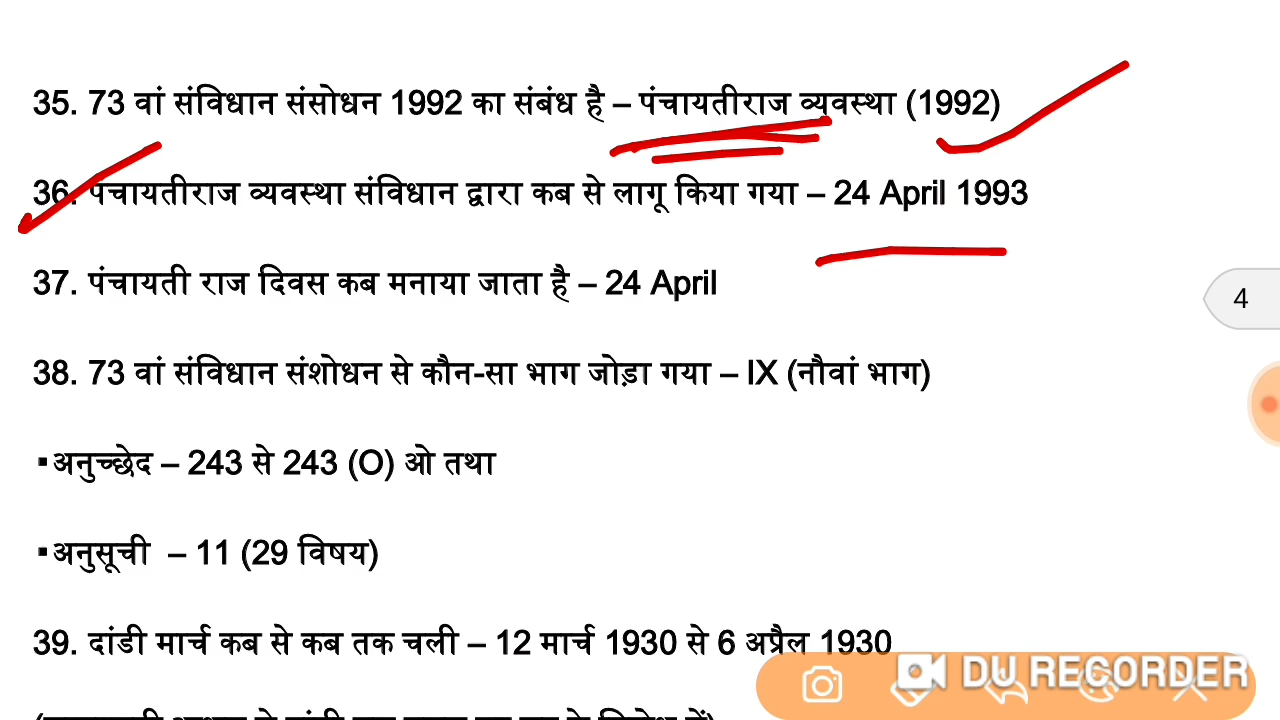 35. 73 वां संविधान संसोधन 1992 का संबंध है – पंचायतीराज व्यवस्था (1992)
36. पंचायतीराज व्यवस्था संविधान द्वारा कब से लागू किया गया – 24 April 1993
37. पंचायती राज दिवस कब मनाया जाता है – 24 April
4
38. 73 वां संविधान संशोधन से कौन-सा भाग जोड़ा गया – IX (नौवां भाग)
▪अनुच्छेद – 243 से 243 (O) ओ तथा
▪अनुसूची – 11 (29 विषय)
39. दांडी मार्च कब से कब तक चली – 12 मार्च 1930 से 6 अप्रैल 1930
DU RECORDER